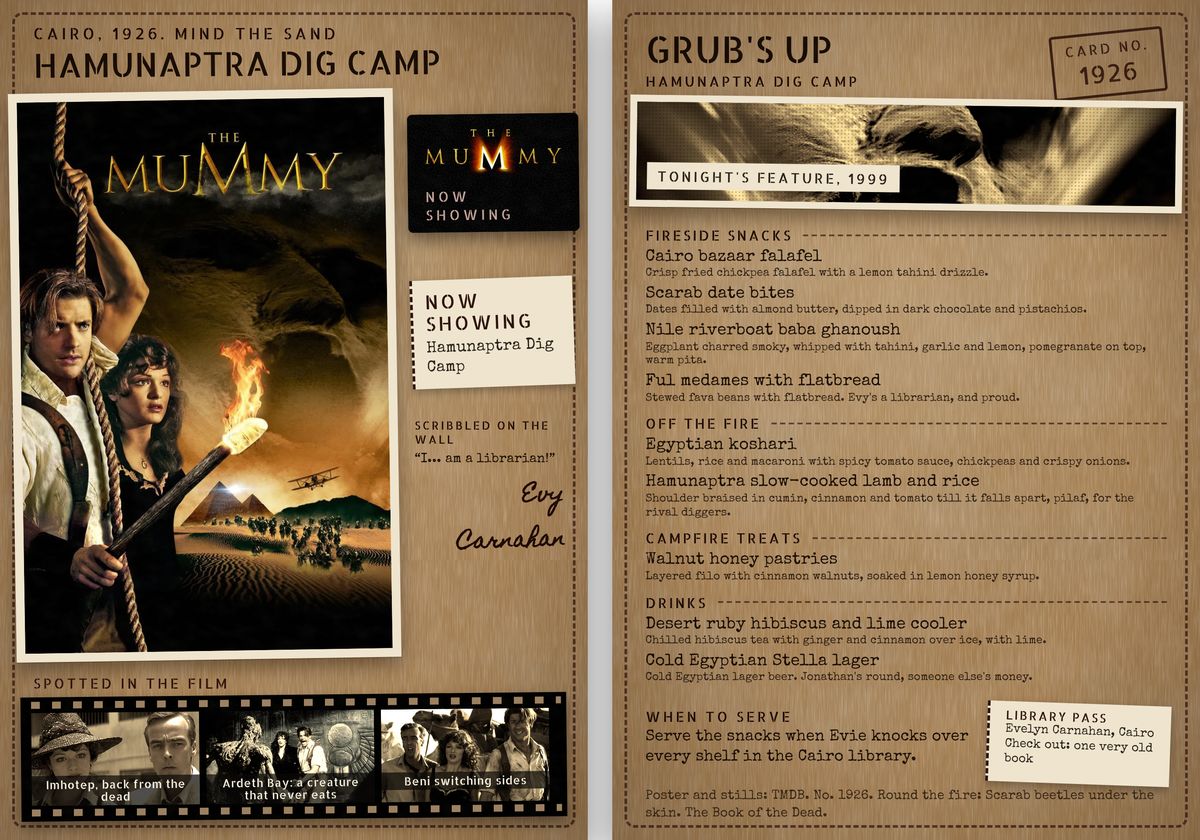 CAIRO, 1926. MIND THE SAND
HAMUNAPTRA DIG CAMP
THE
MUMMY
THE
MUMMY
NOW
SHOWING
NOW
SHOWING
Hamunaptra Dig
Camp
SCRIBBLED ON THE
WALL
“I... am a librarian!”
Evy
Carnahan
SPOTTED IN THE FILM
Imhotep, back from the
dead
Ardeth Bay: a creature
that never eats
Beni switching sides
GRUB'S UP
HAMUNAPTRA DIG CAMP
CARD NO.
1926
TONIGHT'S FEATURE, 1999
FIRESIDE SNACKS
Cairo bazaar falafel
Crisp fried chickpea falafel with a lemon tahini drizzle.
Scarab date bites
Dates filled with almond butter, dipped in dark chocolate and pistachios.
Nile riverboat baba ghanoush
Eggplant charred smoky, whipped with tahini, garlic and lemon, pomegranate on top,
warm pita.
Ful medames with flatbread
Stewed fava beans with flatbread. Evy's a librarian, and proud.
OFF THE FIRE
Egyptian koshari
Lentils, rice and macaroni with spicy tomato sauce, chickpeas and crispy onions.
Hamunaptra slow-cooked lamb and rice
Shoulder braised in cumin, cinnamon and tomato till it falls apart, pilaf, for the
rival diggers.
CAMPFIRE TREATS
Walnut honey pastries
Layered filo with cinnamon walnuts, soaked in lemon honey syrup.
DRINKS
Desert ruby hibiscus and lime cooler
Chilled hibiscus tea with ginger and cinnamon over ice, with lime.
Cold Egyptian Stella lager
Cold Egyptian lager beer. Jonathan's round, someone else's money.
WHEN TO SERVE
Serve the snacks when Evie knocks over
every shelf in the Cairo library.
LIBRARY PASS
Evelyn Carnahan, Cairo
Check out: one very old
book
Poster and stills: TMDB. No. 1926. Round the fire: Scarab beetles under the
skin. The Book of the Dead.